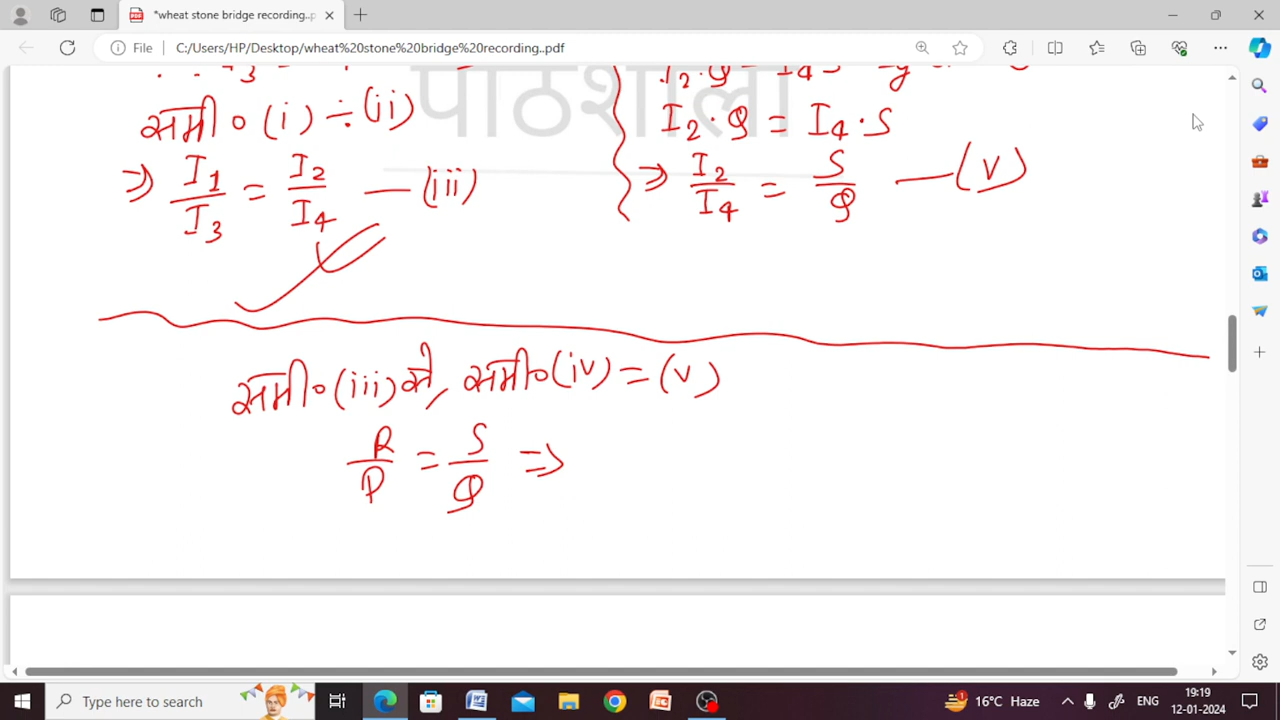 *wheat stone bridge recording..pdf
File C:/Users/HP/Desktop/wheat%20stone%20bridge%20recording..pdf
पाठशाला
समी० (i) ÷ (ii)
I₂·Q = I₄·S
⇒ I₁/I₃ = I₂/I₄ — (iii)
⇒ I₂/I₄ = S/Q — (V)
समी० (iii) से, समी० (iv) = (v)
R/P = S/Q ⇒
Type here to search
16°C Haze
ENG
19:19
12-01-2024